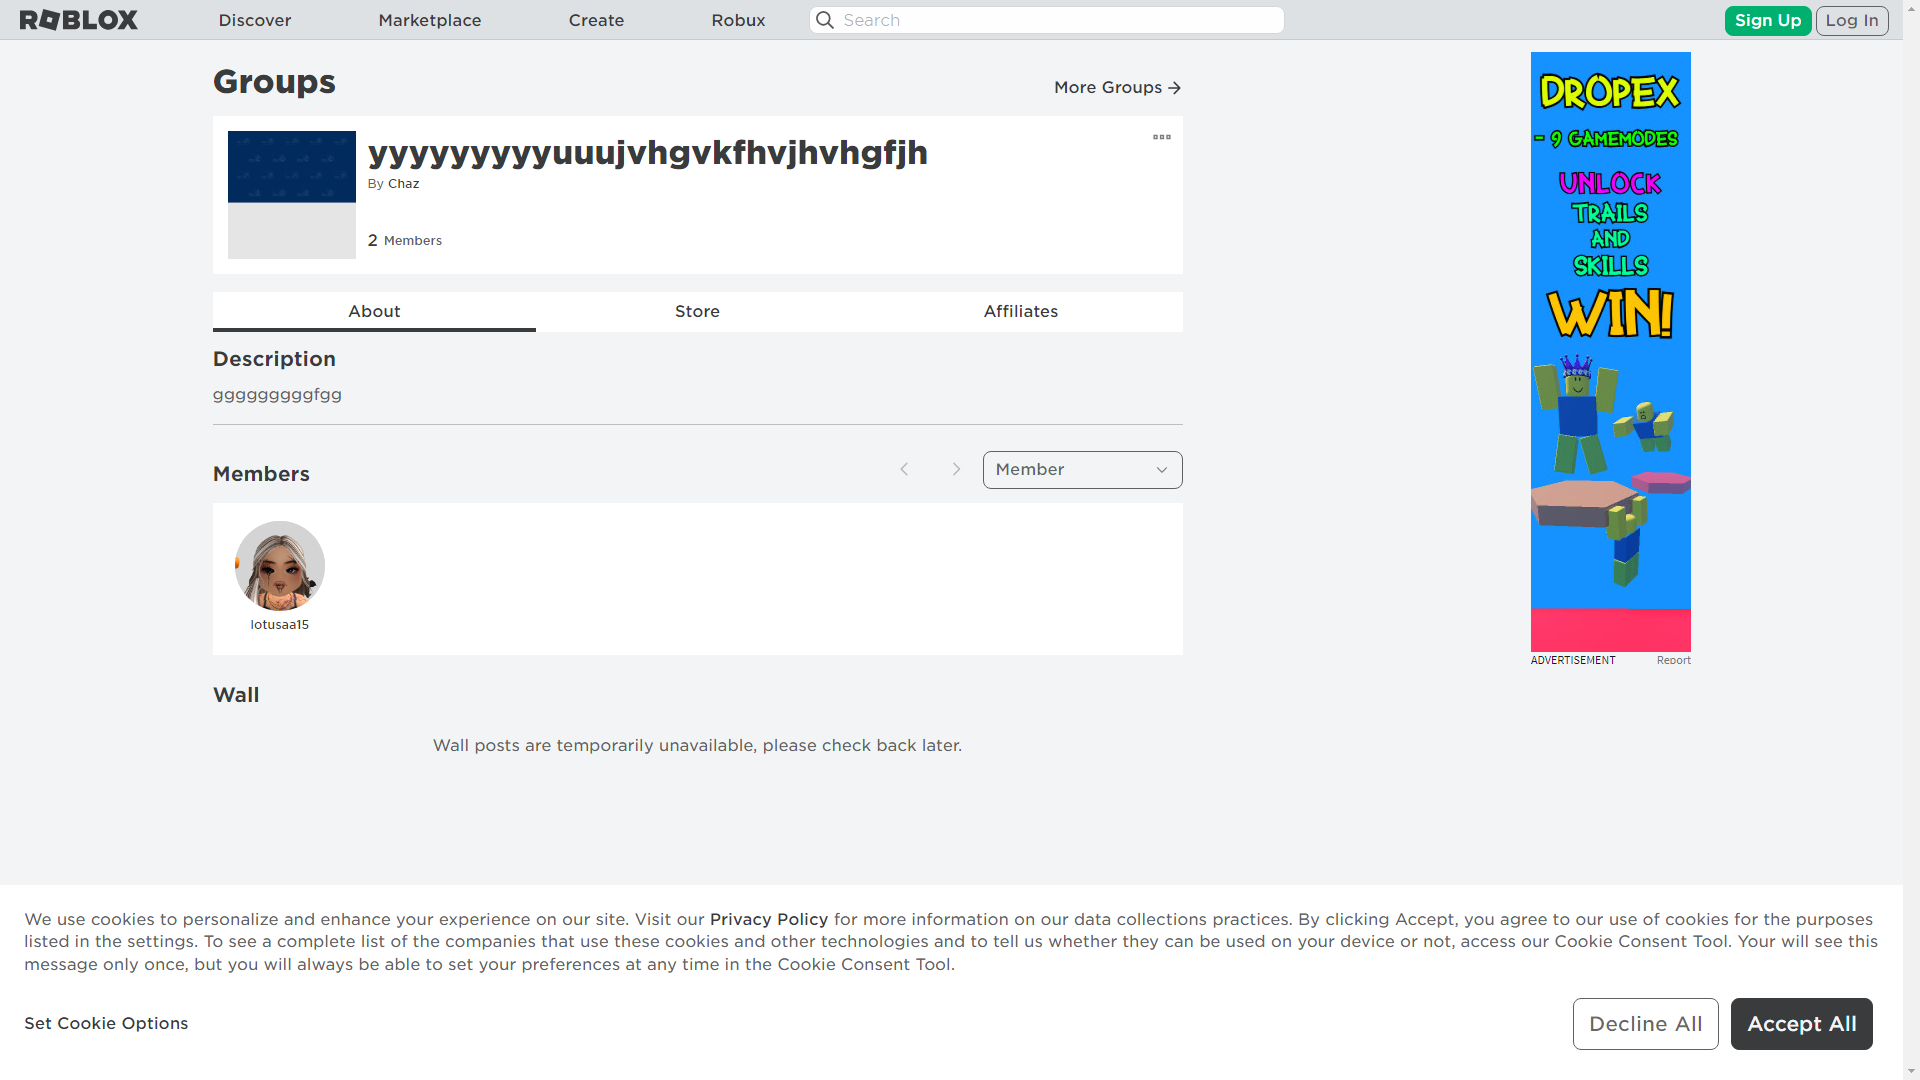 ROBLOX
Discover
Marketplace
Create
Robux
Search
Sign Up
Log In
Groups
More Groups
yyyyyyyyyuuujvhgvkfhvjhvhgfjh
By Chaz
2 Members
About
Store
Affiliates
Description
gggggggggfgg
Members
Member
lotusaa15
Wall
Wall posts are temporarily unavailable, please check back later.
DROPEX
- 9 GAMEMODES
UNLOCK
TRAILS
AND
SKILLS
WIN!
ADVERTISEMENT
Report
We use cookies to personalize and enhance your experience on our site. Visit our Privacy Policy for more information on our data collections practices. By clicking Accept, you agree to our use of cookies for the purposes
listed in the settings. To see a complete list of the companies that use these cookies and other technologies and to tell us whether they can be used on your device or not, access our Cookie Consent Tool. Your will see this
message only once, but you will always be able to set your preferences at any time in the Cookie Consent Tool.
Set Cookie Options
Decline All
Accept All